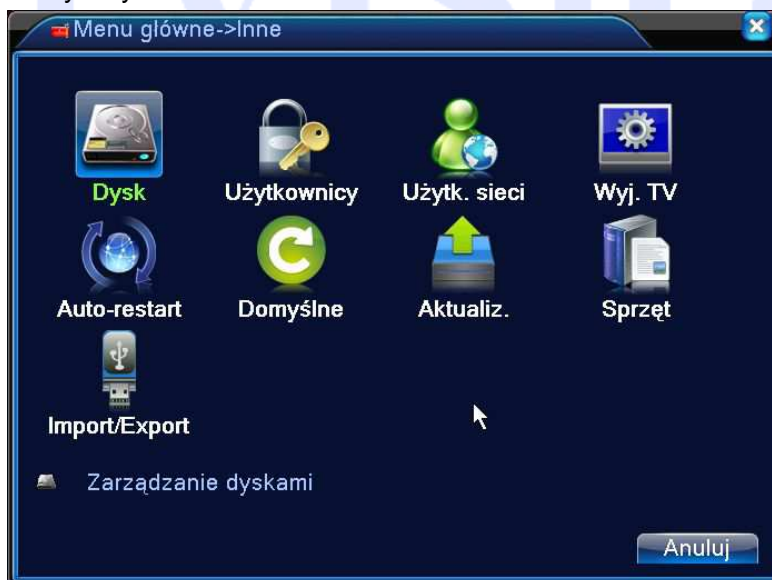 Menu główne->Inne
Dysk Użytkownicy Użytk. sieci Wyj. TV
Auto-restart Domyślne Aktualiz. Sprzęt
Import/Export
Zarządzanie dyskami
Anuluj